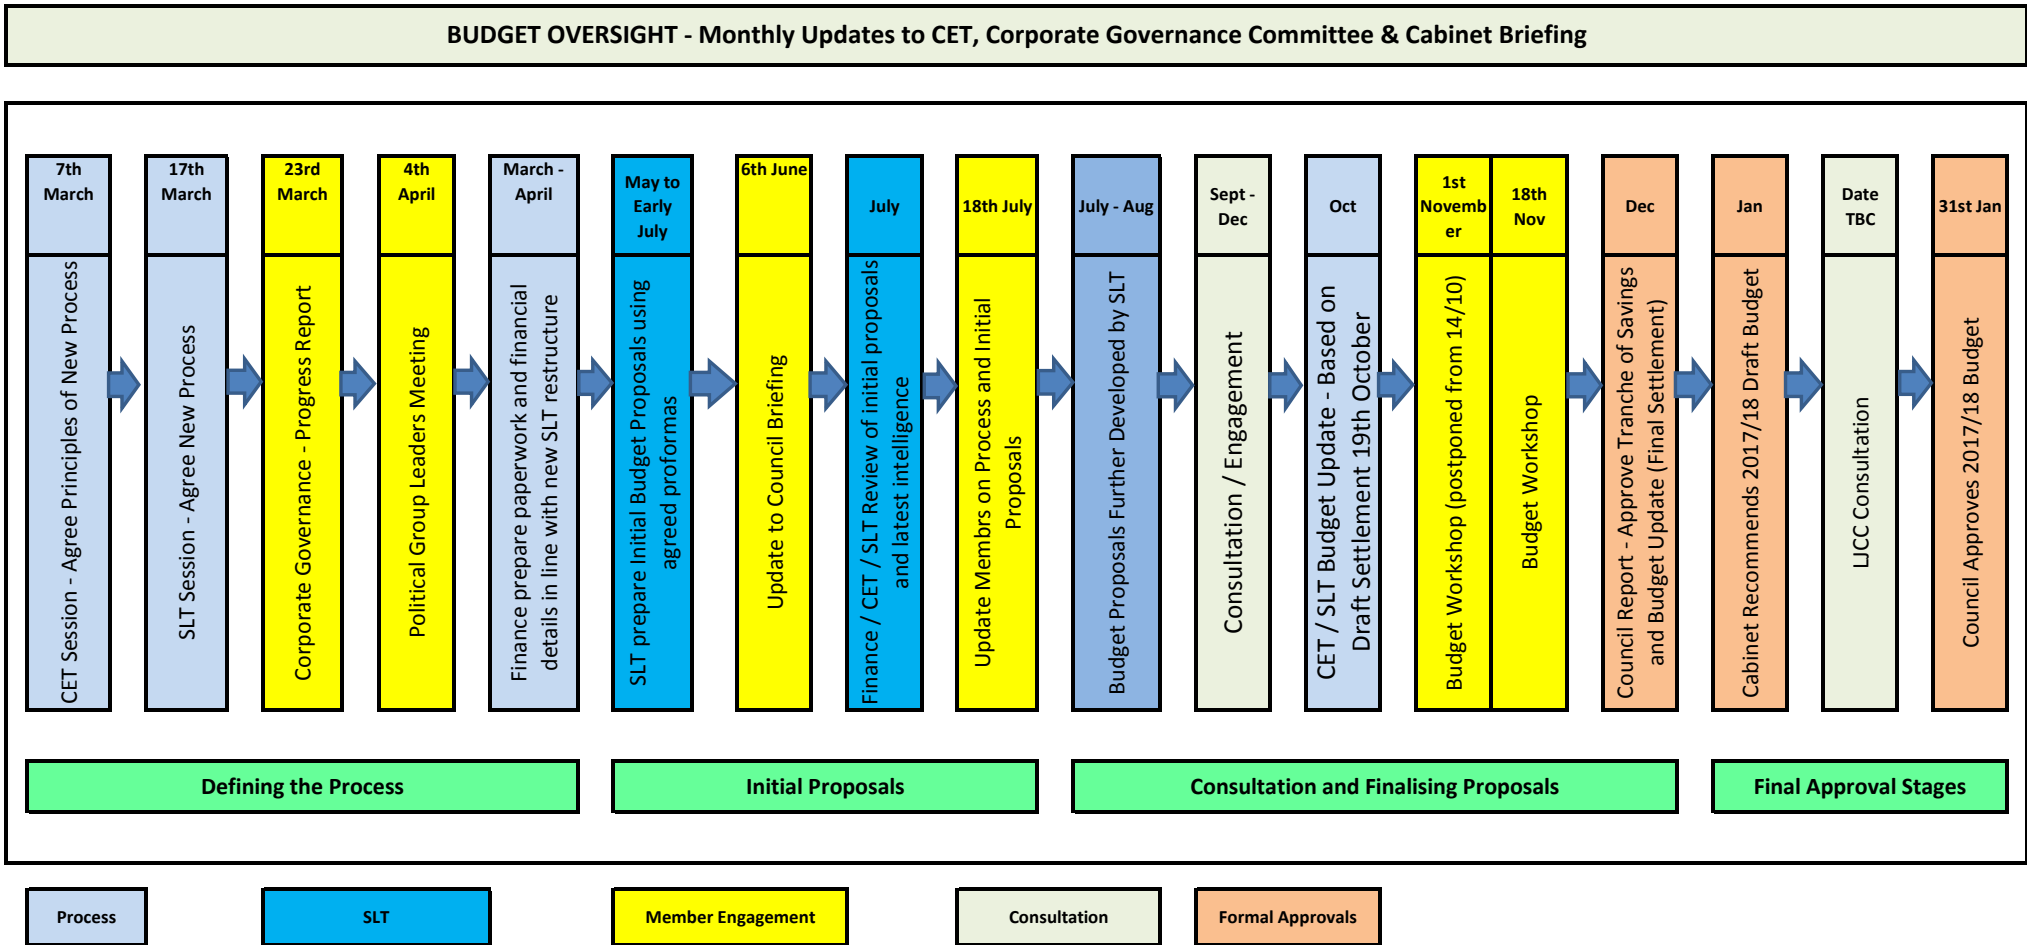 BUDGET OVERSIGHT - Monthly Updates to CET, Corporate Governance Committee & Cabinet Briefing
7th
March
CET Session - Agree Principles of New Process
17th
March
SLT Session - Agree New Process
23rd
March
Corporate Governance - Progress Report
4th
April
Political Group Leaders Meeting
March -
April
Finance prepare paperwork and financial
details in line with new SLT restructure
May to
Early
July
SLT prepare Initial Budget Proposals using
agreed proformas
6th June
Update to Council Briefing
July
Finance / CET / SLT Review of initial proposals
and latest intelligence
18th July
Update Membrs on Process and Initial
Proposals
July - Aug
Budget Proposals Further Developed by SLT
Sept -
Dec
Consultation / Engagement
Oct
CET / SLT Budget Update - Based on
Draft Settlement 19th October
1st
Novemb
er
Budget Workshop (postponed from 14/10)
18th
Nov
Budget Workshop
Dec
Council Report - Approve Tranche of Savings
and Budget Update (Final Settlement)
Jan
Cabinet Recommends 2017/18 Draft Budget
Date
TBC
LJCC Consultation
31st Jan
Council Approves 2017/18 Budget
Defining the Process
Initial Proposals
Consultation and Finalising Proposals
Final Approval Stages
Process
SLT
Member Engagement
Consultation
Formal Approvals